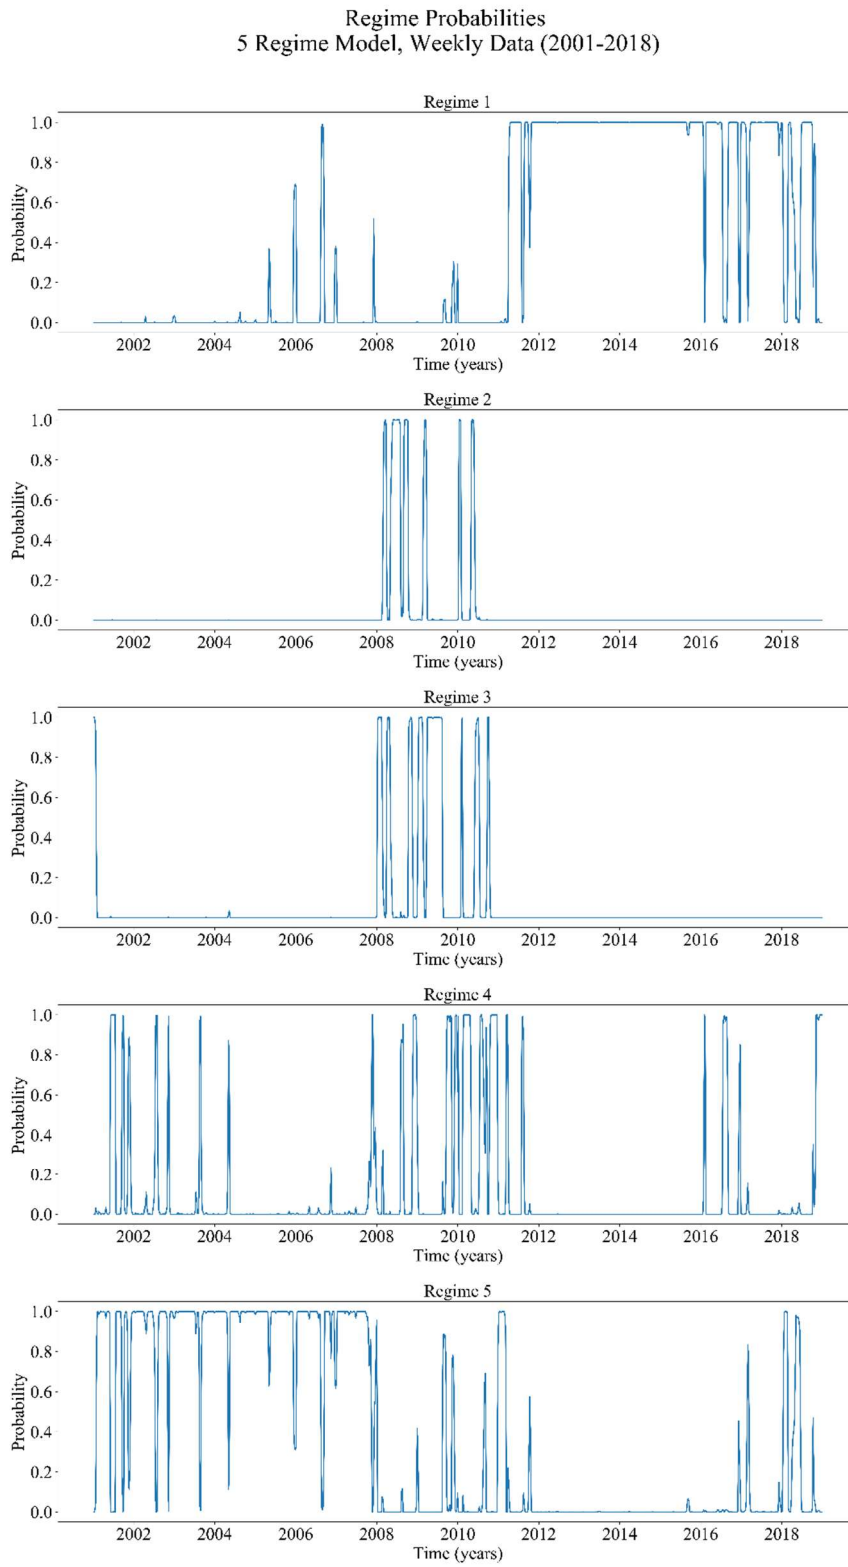 Regime Probabilities
5 Regime Model, Weekly Data (2001-2018)
Regime 1
Probability
1.0
0.8
0.6
0.4
0.2
0.0
2002 2004 2006 2008 2010 2012 2014 2016 2018
Time (years)
Regime 2
Probability
1.0
0.8
0.6
0.4
0.2
0.0
2002 2004 2006 2008 2010 2012 2014 2016 2018
Time (years)
Regime 3
Probability
1.0
0.8
0.6
0.4
0.2
0.0
2002 2004 2006 2008 2010 2012 2014 2016 2018
Time (years)
Regime 4
Probability
1.0
0.8
0.6
0.4
0.2
0.0
2002 2004 2006 2008 2010 2012 2014 2016 2018
Time (years)
Regime 5
Probability
1.0
0.8
0.6
0.4
0.2
0.0
2002 2004 2006 2008 2010 2012 2014 2016 2018
Time (years)